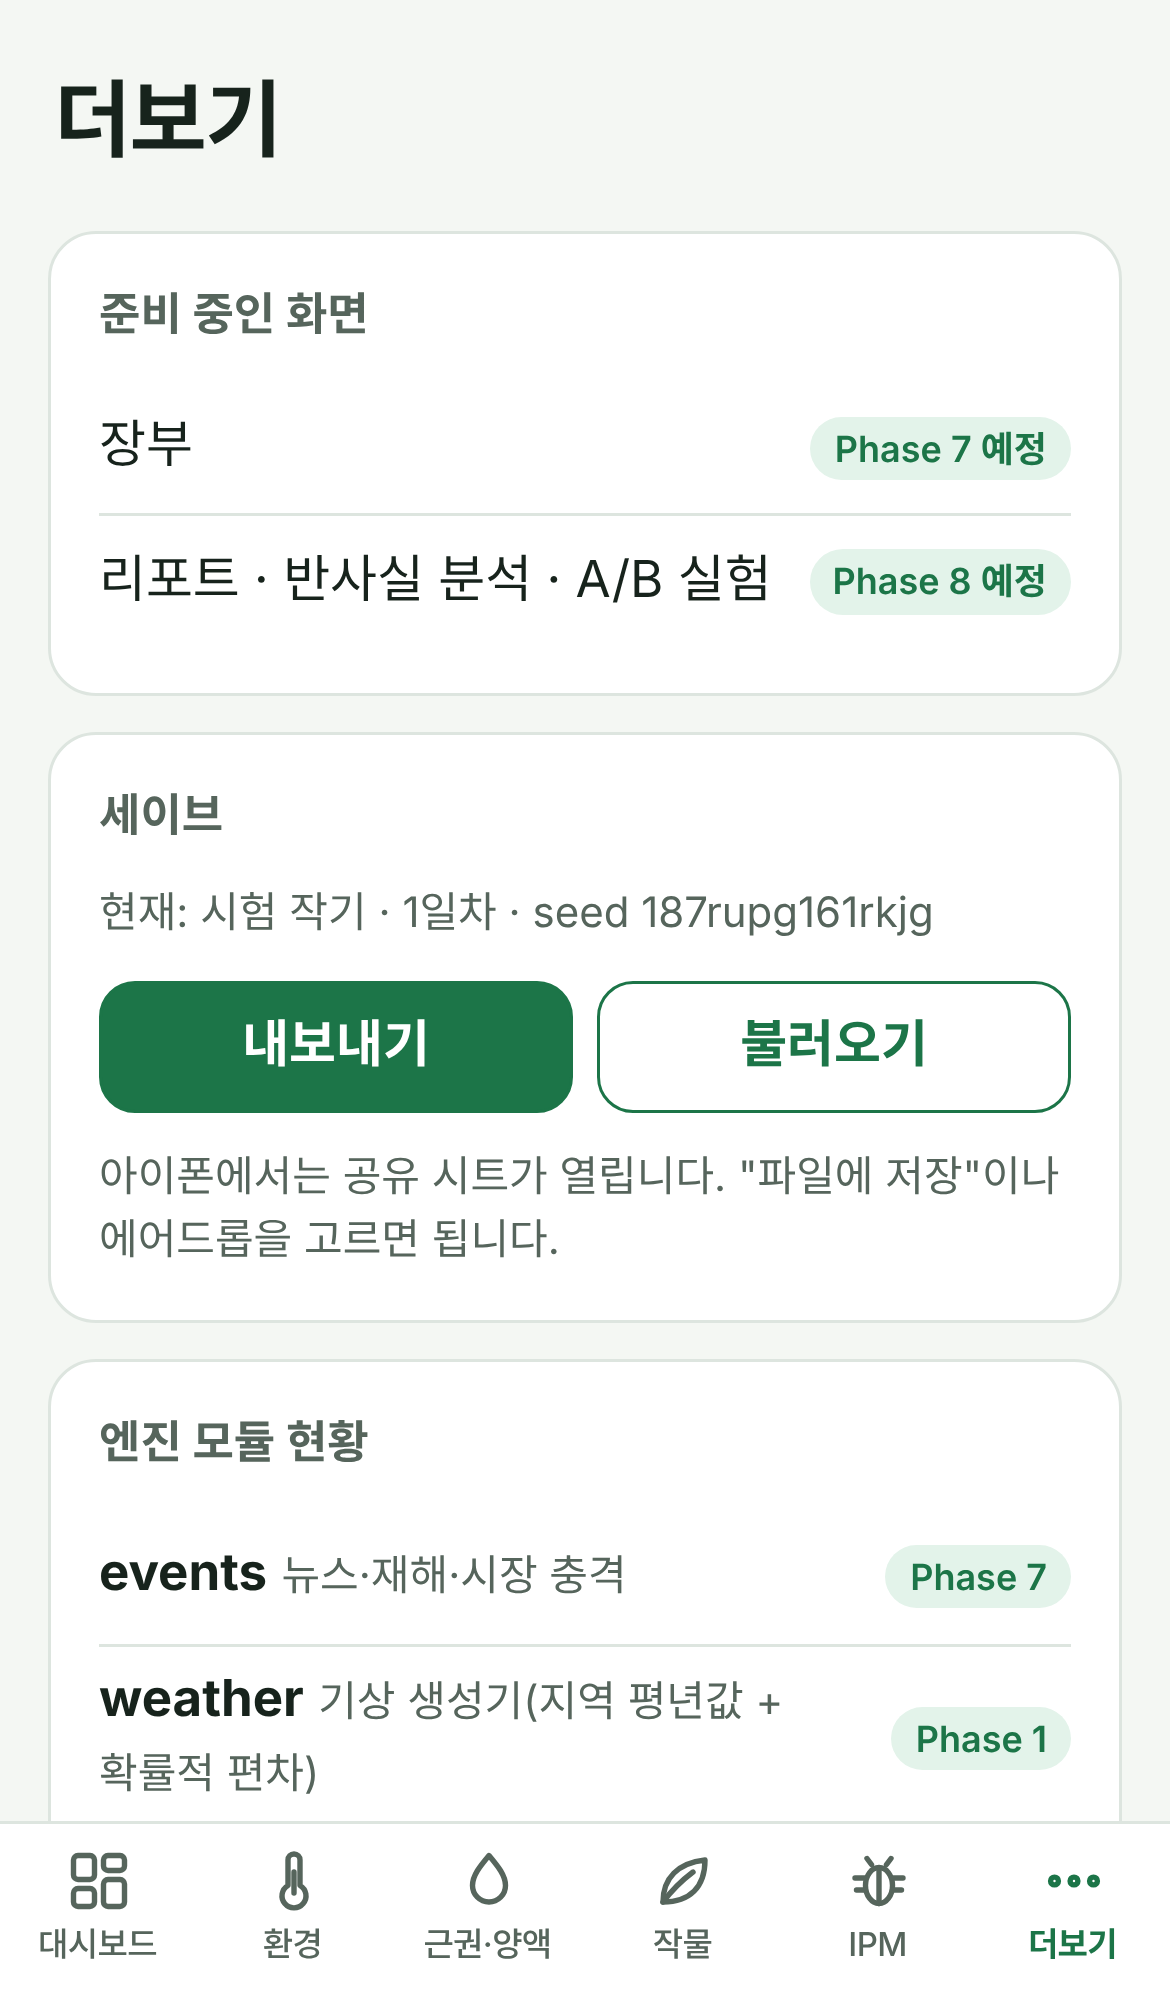 더보기
준비 중인 화면
장부
Phase 7 예정
리포트 · 반사실 분석 · A/B 실험
Phase 8 예정
세이브
현재: 시험 작기 · 1일차 · seed 187rupg161rkjg
내보내기
불러오기
아이폰에서는 공유 시트가 열립니다. "파일에 저장"이나
에어드롭을 고르면 됩니다.
엔진 모듈 현황
events 뉴스·재해·시장 충격
Phase 7
weather 기상 생성기(지역 평년값 +
확률적 편차)
Phase 1
대시보드
환경
근권·양액
작물
IPM
더보기